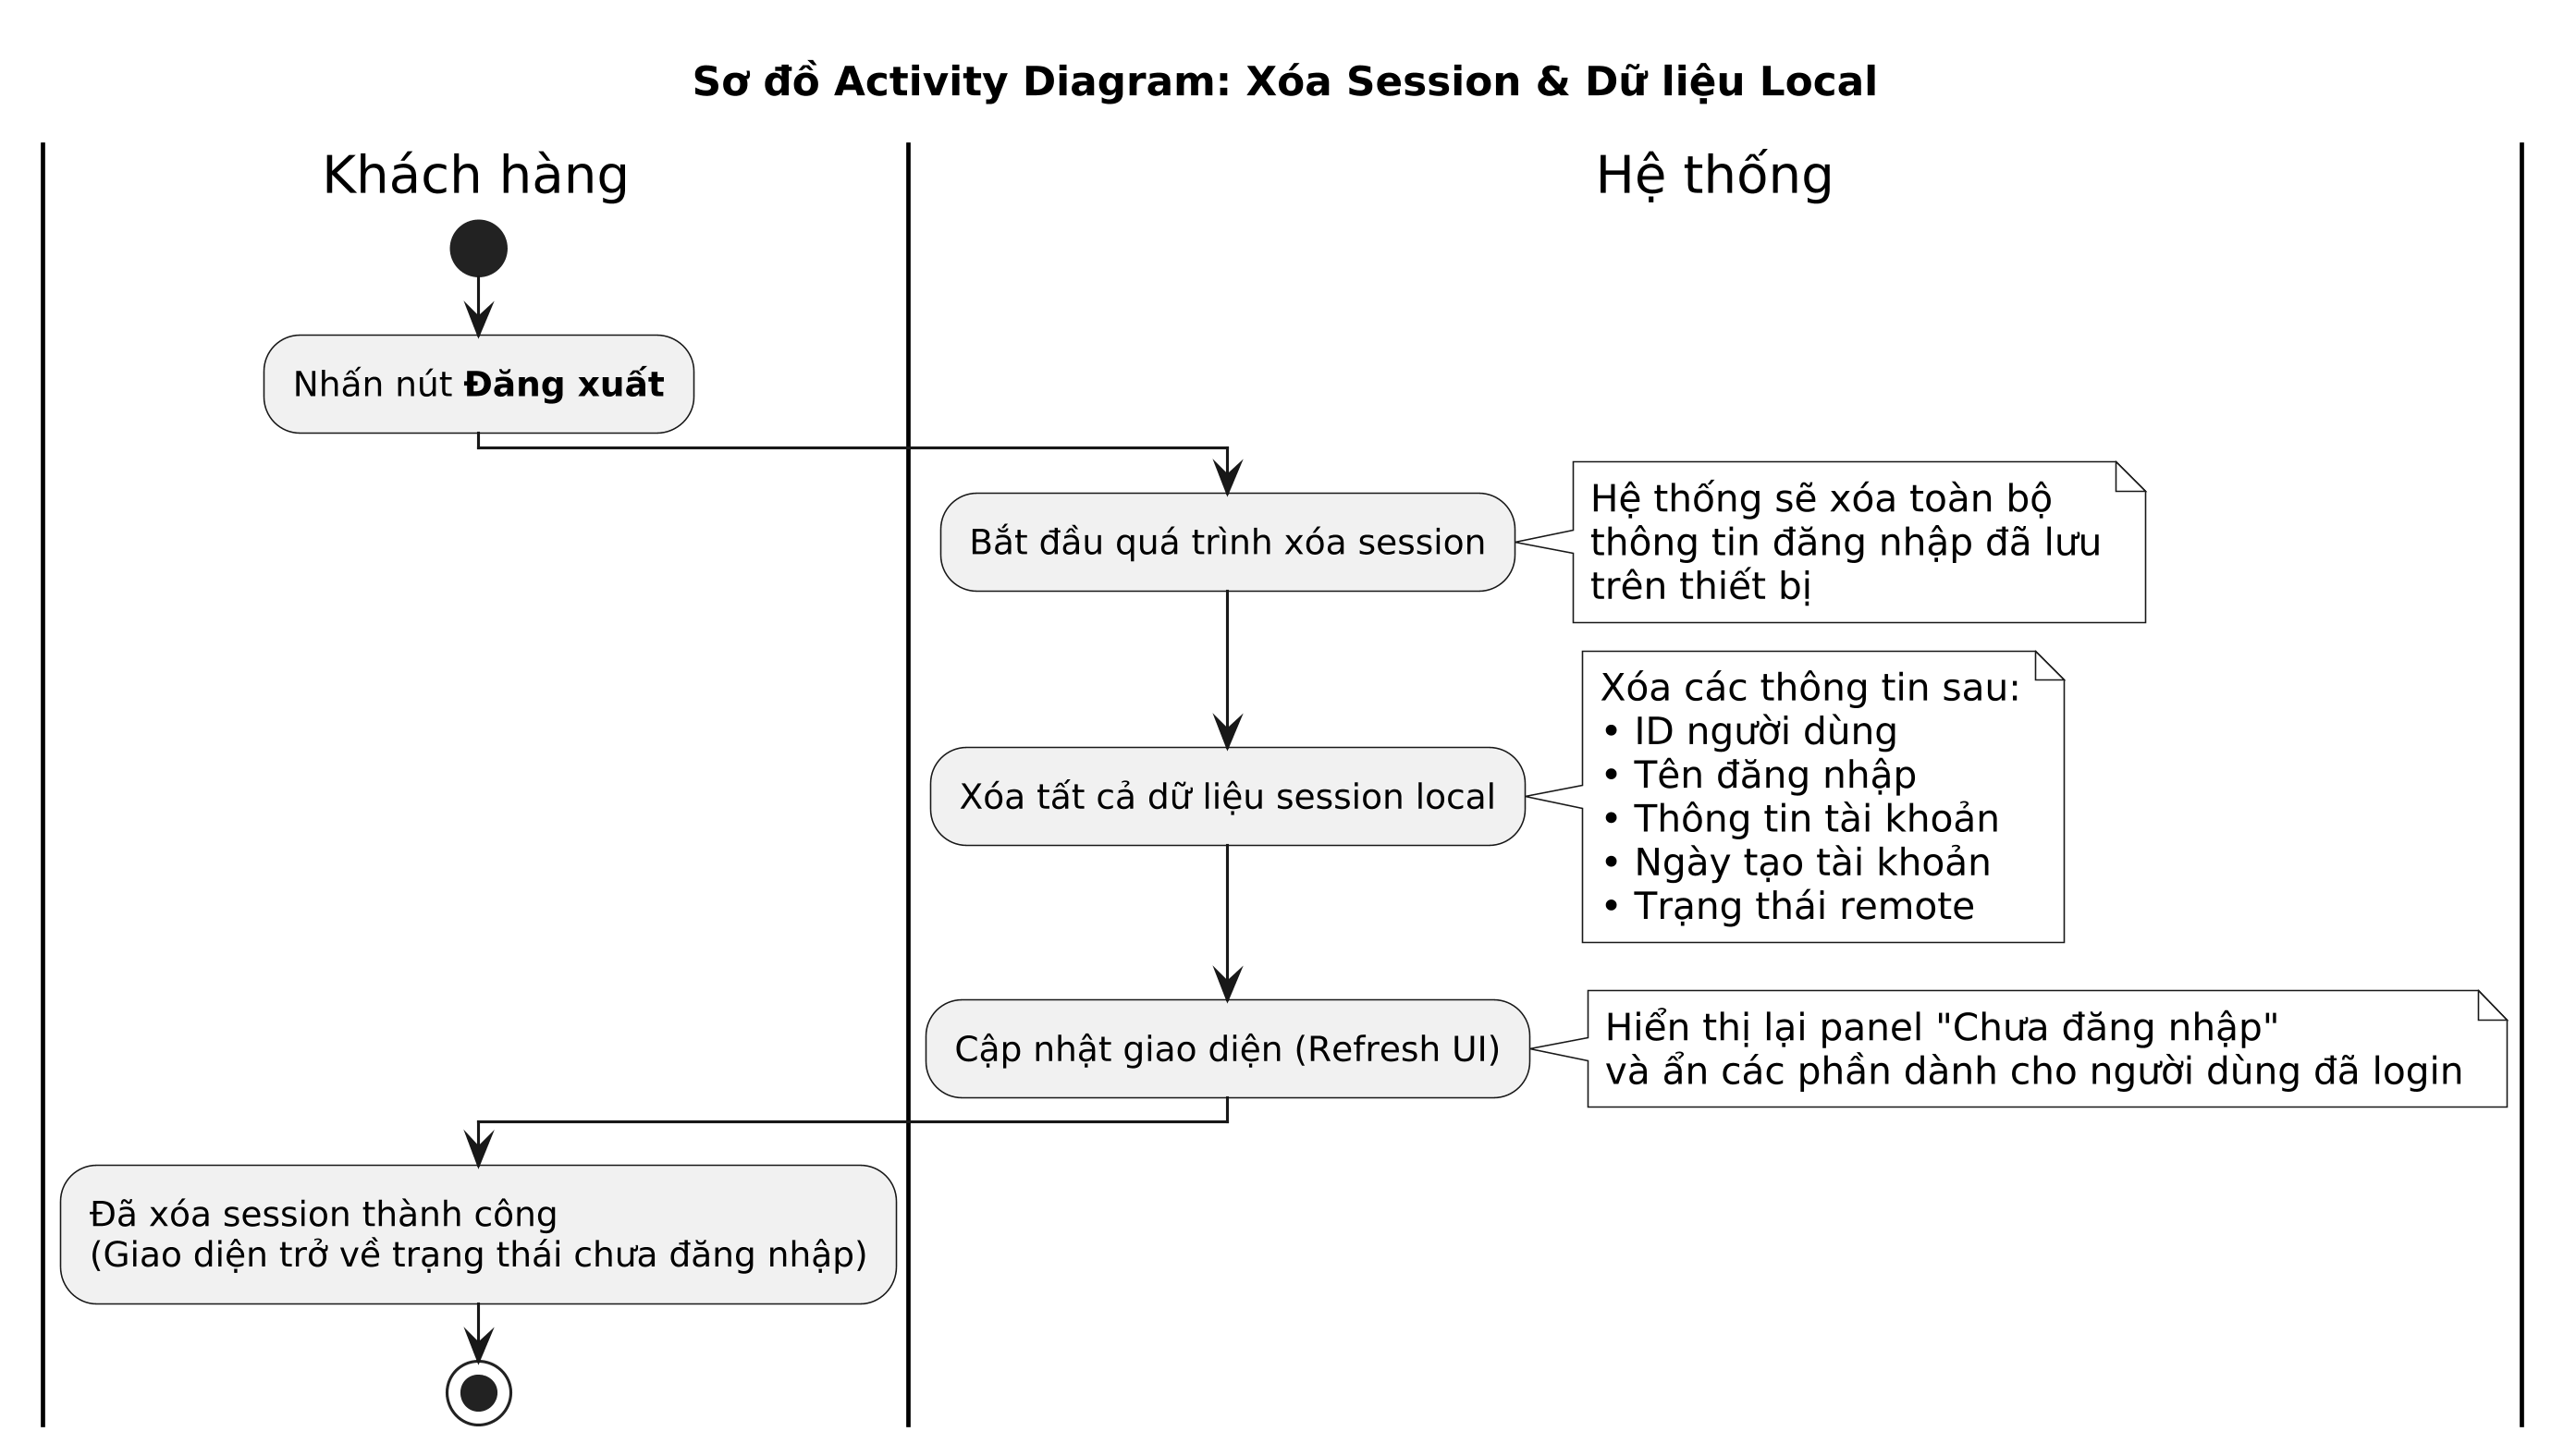 Sơ đồ Activity Diagram: Xóa Session & Dữ liệu Local
Khách hàng
Hệ thống
Nhấn nút Đăng xuất
Bắt đầu quá trình xóa session
Hệ thống sẽ xóa toàn bộ
thông tin đăng nhập đã lưu
trên thiết bị
Xóa tất cả dữ liệu session local
Xóa các thông tin sau:
• ID người dùng
• Tên đăng nhập
• Thông tin tài khoản
• Ngày tạo tài khoản
• Trạng thái remote
Cập nhật giao diện (Refresh UI)
Hiển thị lại panel "Chưa đăng nhập"
và ẩn các phần dành cho người dùng đã login
Đã xóa session thành công
(Giao diện trở về trạng thái chưa đăng nhập)